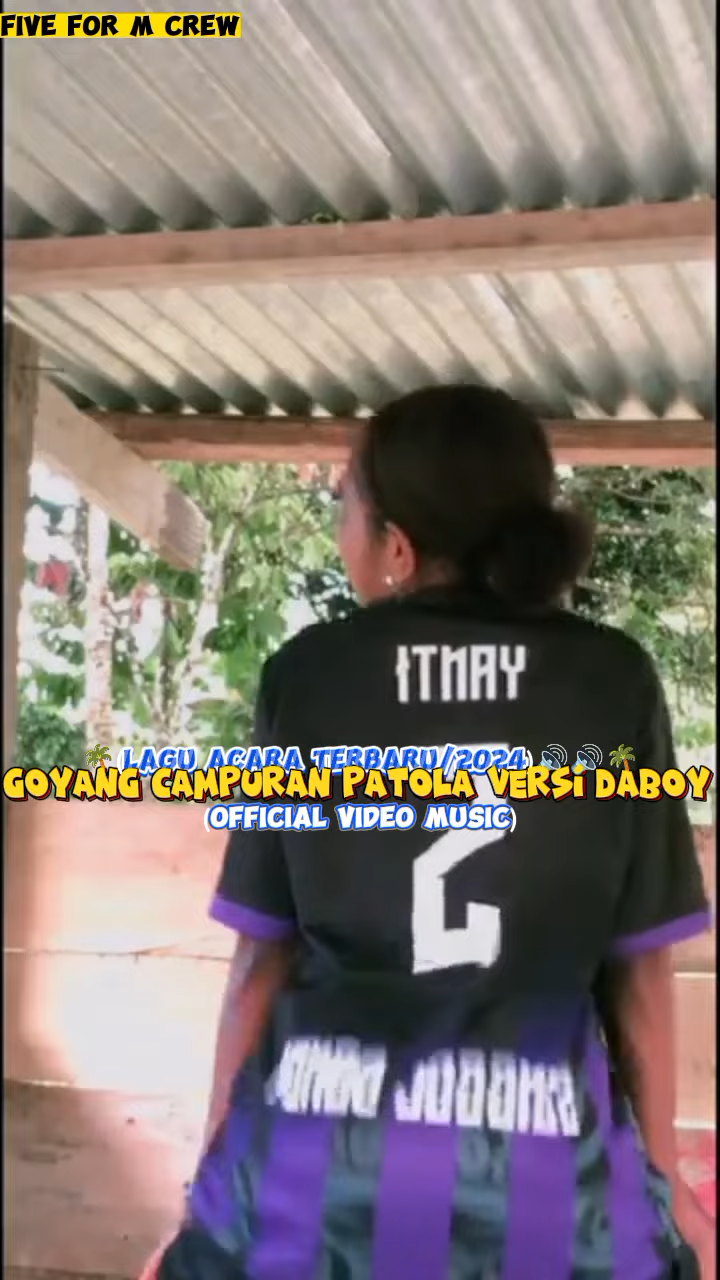 FIVE FOR M CREW
ITNAY
🌴(LAGU ACARA TERBARU/2024)🔊🔊🌴
GOYANG CAMPURAN PATOLA VERSI DABOY
(OFFICIAL VIDEO MUSIC)
2